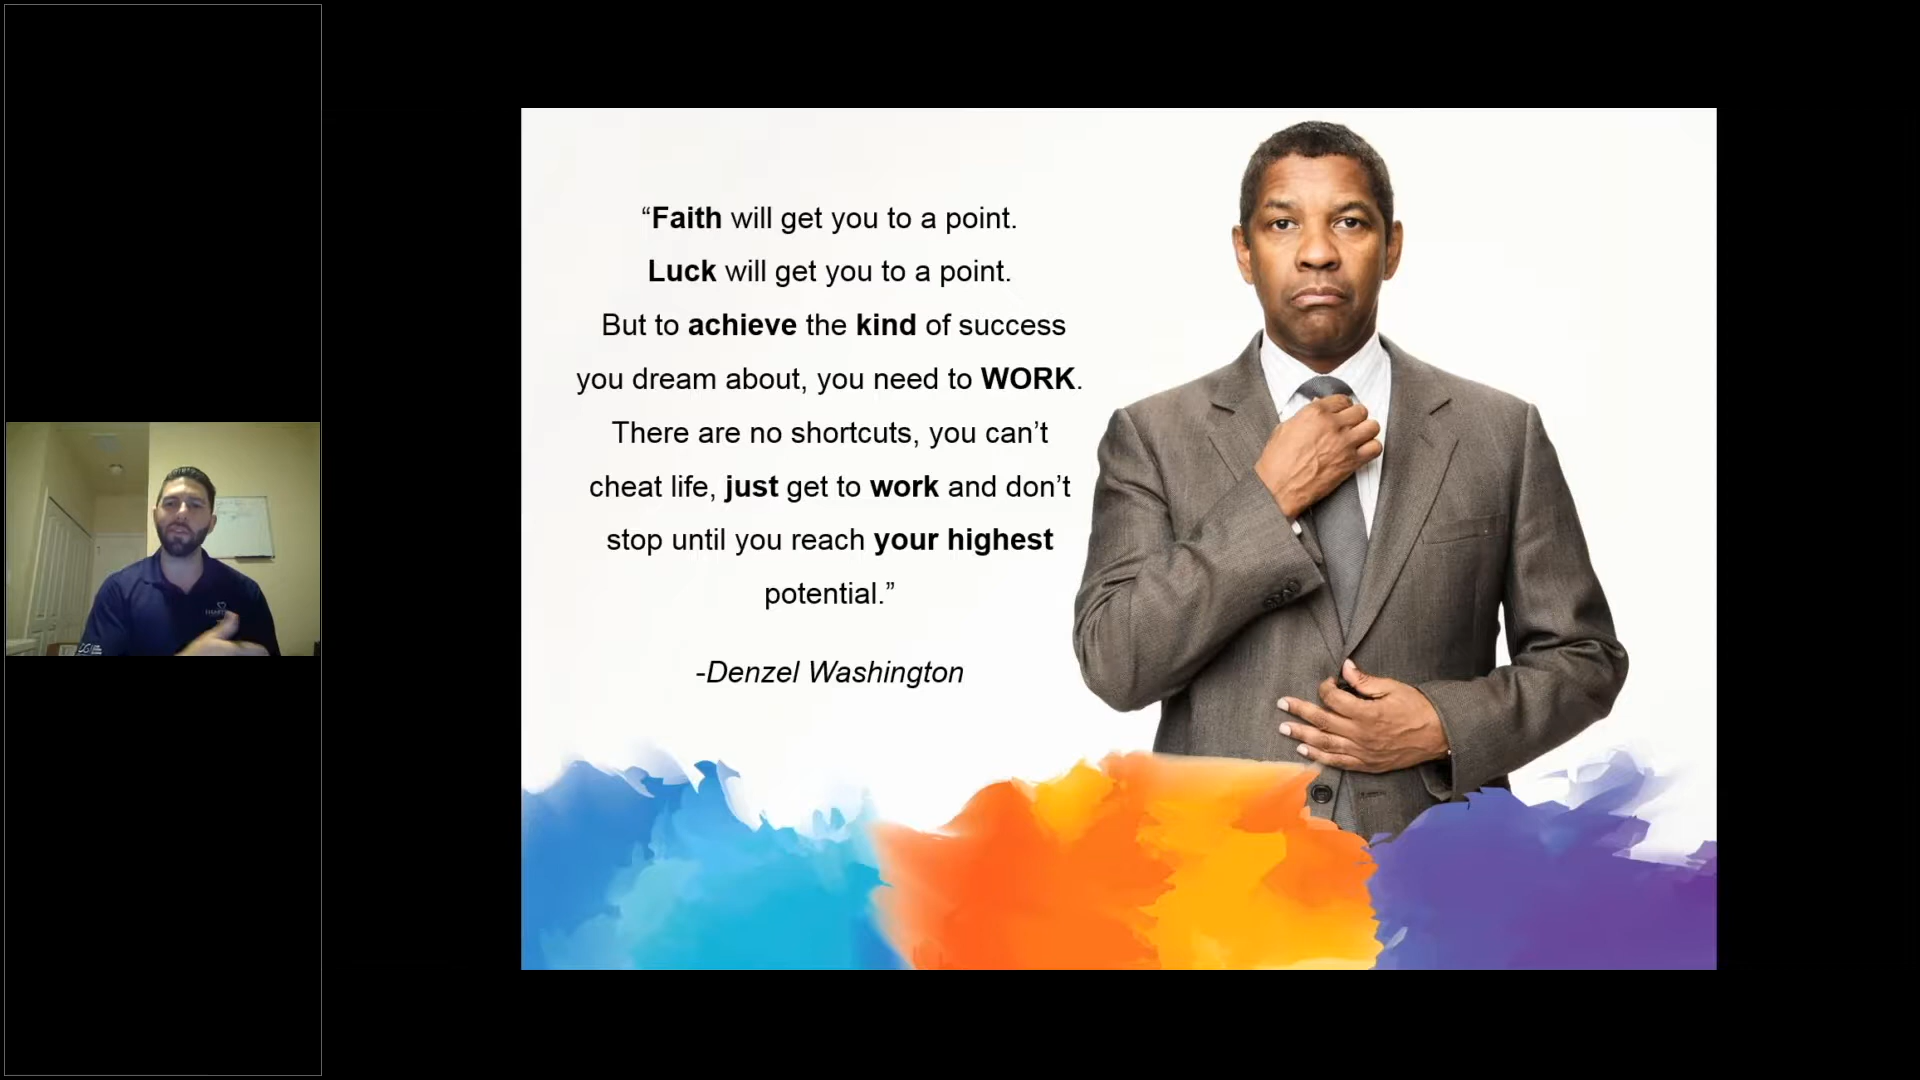 “Faith will get you to a point.
Luck will get you to a point.
But to achieve the kind of success
you dream about, you need to WORK.
There are no shortcuts, you can’t
cheat life, just get to work and don’t
stop until you reach your highest
potential.”
-Denzel Washington